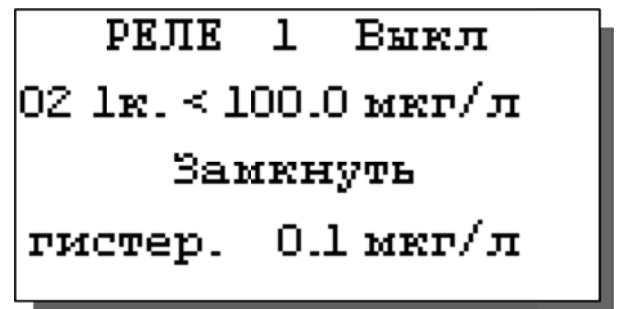 РЕЛЕ 1 Выкл
О2 1к. < 100.0 мкг/л
Замкнуть
гистер. 0.1 мкг/л